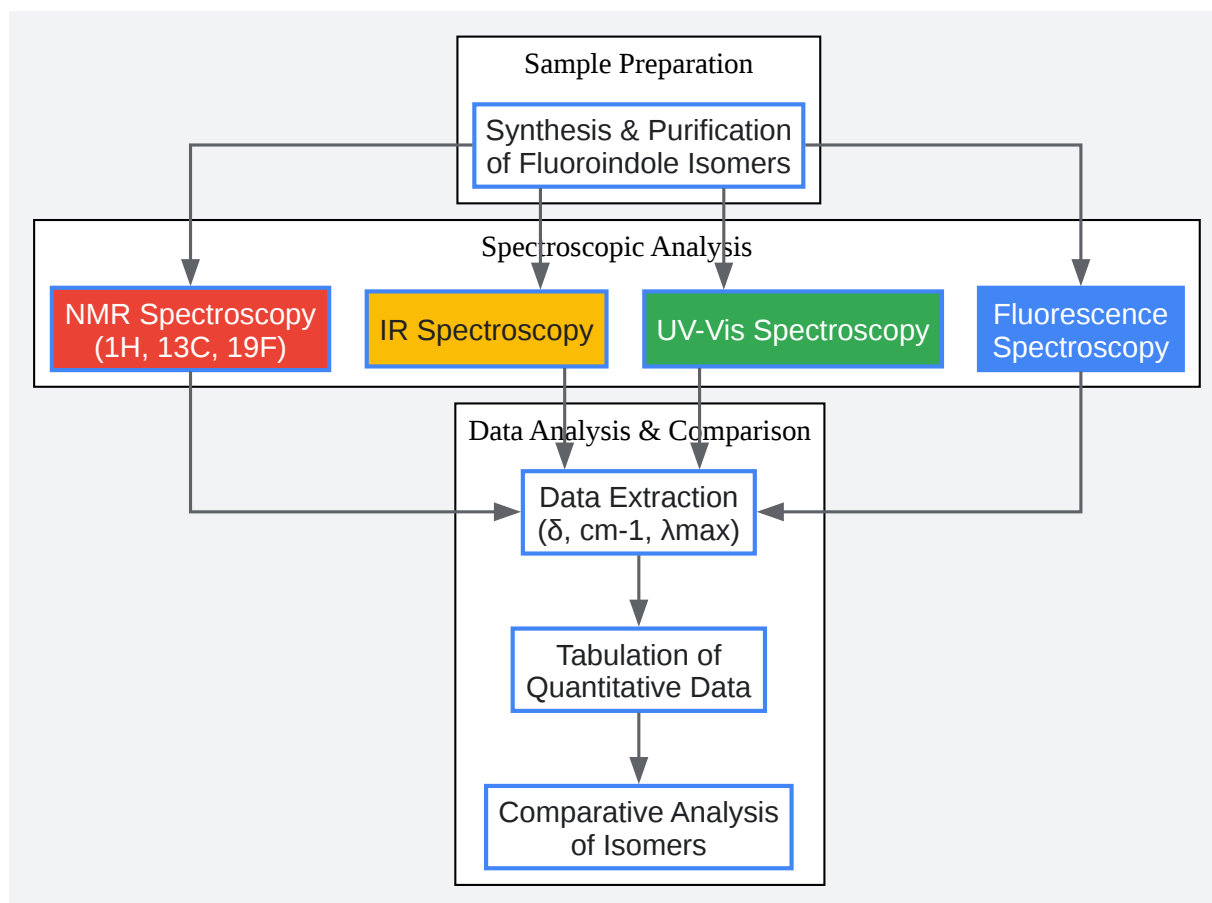 Sample Preparation
Synthesis & Purification
of Fluoroindole Isomers
Spectroscopic Analysis
NMR Spectroscopy
(1H, 13C, 19F)
IR Spectroscopy
UV-Vis Spectroscopy
Fluorescence
Spectroscopy
Data Analysis & Comparison
Data Extraction
(δ, cm-1, λmax)
Tabulation of
Quantitative Data
Comparative Analysis
of Isomers